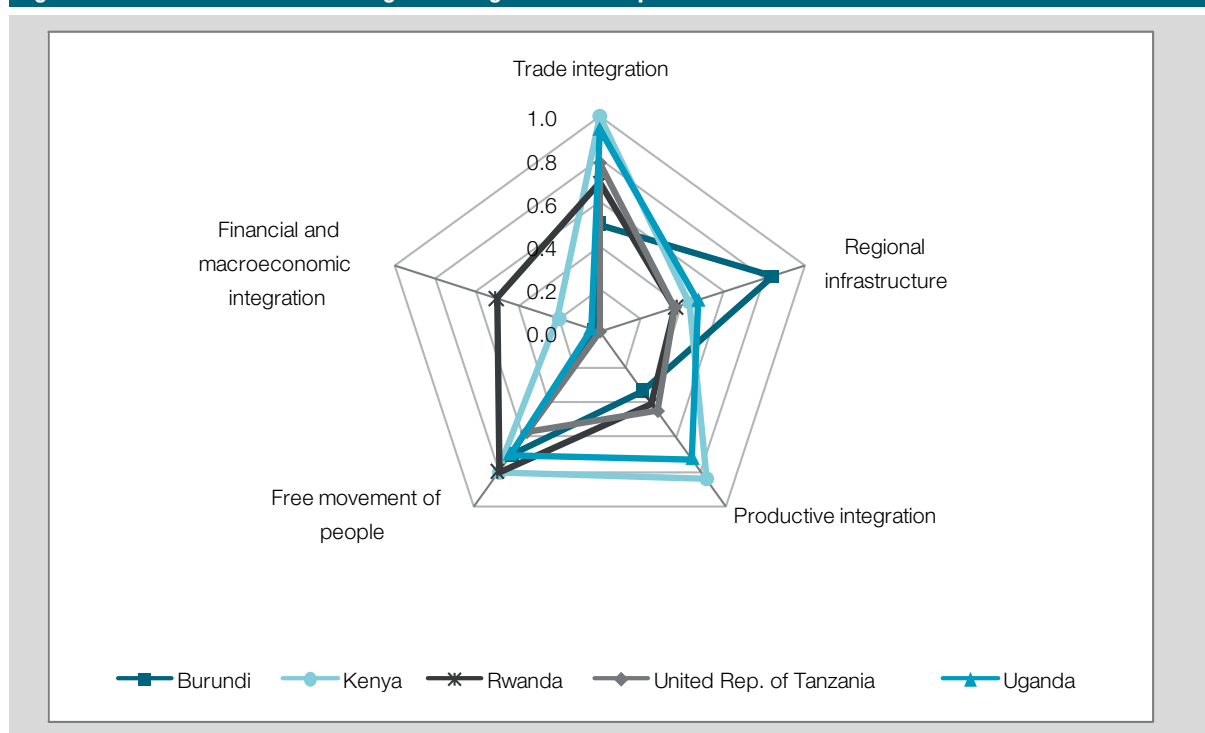 Trade integration
1.0
0.8
0.6
0.4
0.2
0.0
Financial and
macroeconomic
integration
Regional
infrastructure
Free movement of
people
Productive integration
Burundi Kenya Rwanda United Rep. of Tanzania Uganda